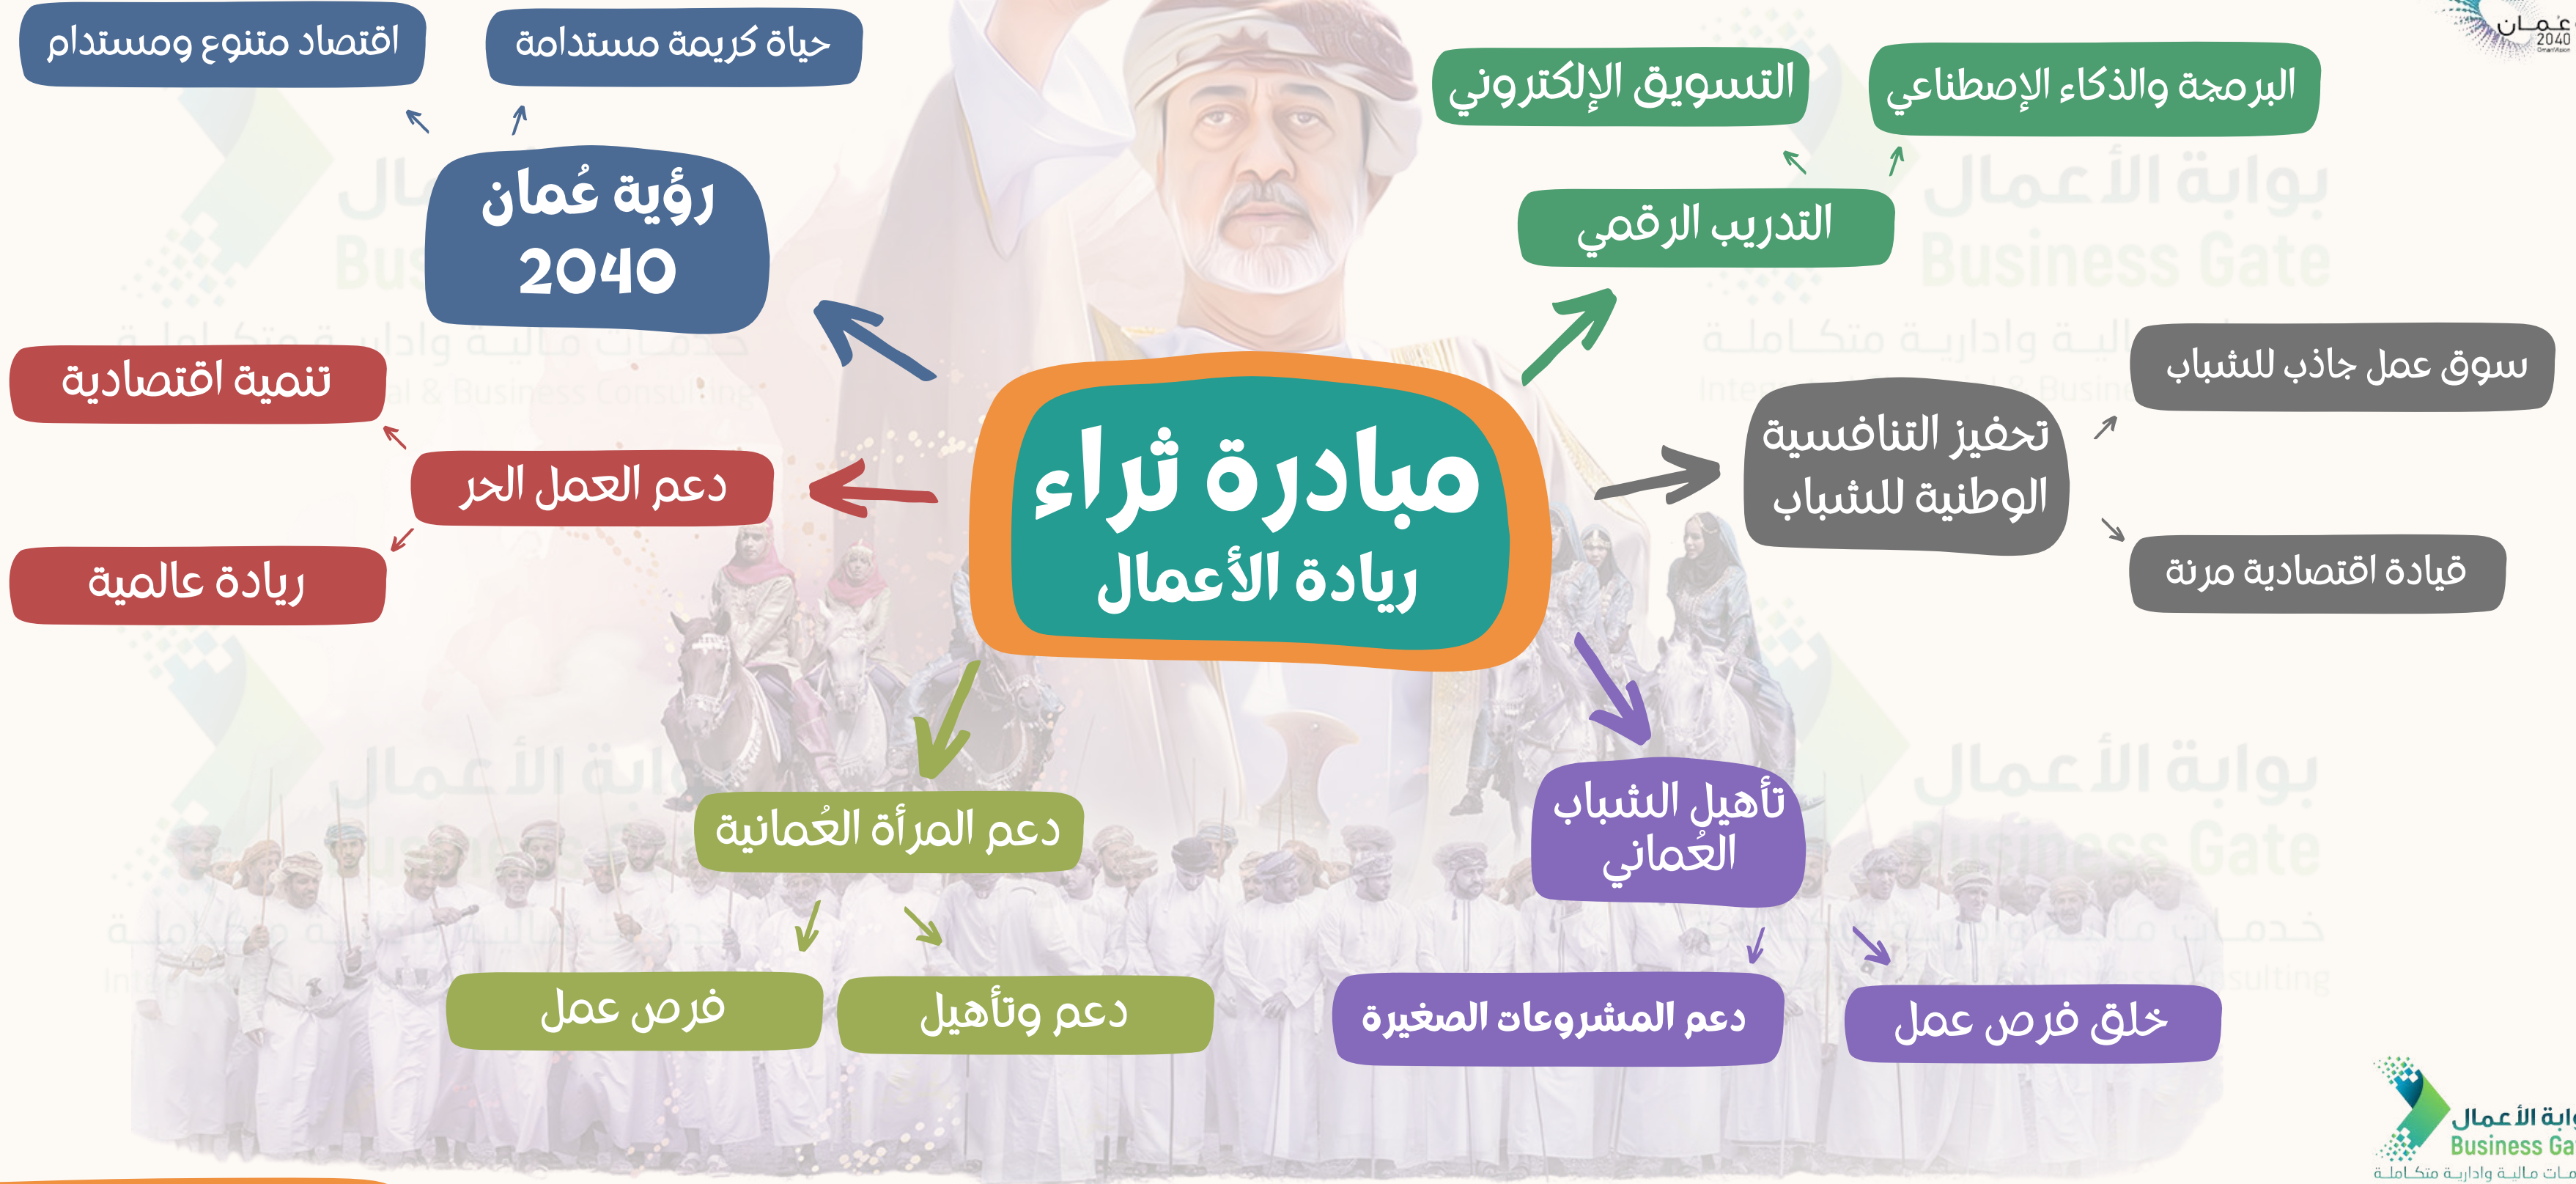 اقتصاد متنوع ومستدام
حياة كريمة مستدامة
رؤية عُمان
2040
التسويق الإلكتروني
البرمجة والذكاء الإصطناعي
التدريب الرقمي
عُمان
2040
OmanVision
تنمية اقتصادية
دعم العمل الحر
ريادة عالمية
مبادرة ثراء
ريادة الأعمال
سوق عمل جاذب للشباب
تحفيز التنافسية
الوطنية للشباب
قيادة اقتصادية مرنة
دعم المرأة العُمانية
فرص عمل
دعم وتأهيل
تأهيل الشباب
العُماني
دعم المشروعات الصغيرة
خلق فرص عمل
بوابة الأعمال
Business Gate
خدمات مالية وادارية متكاملة